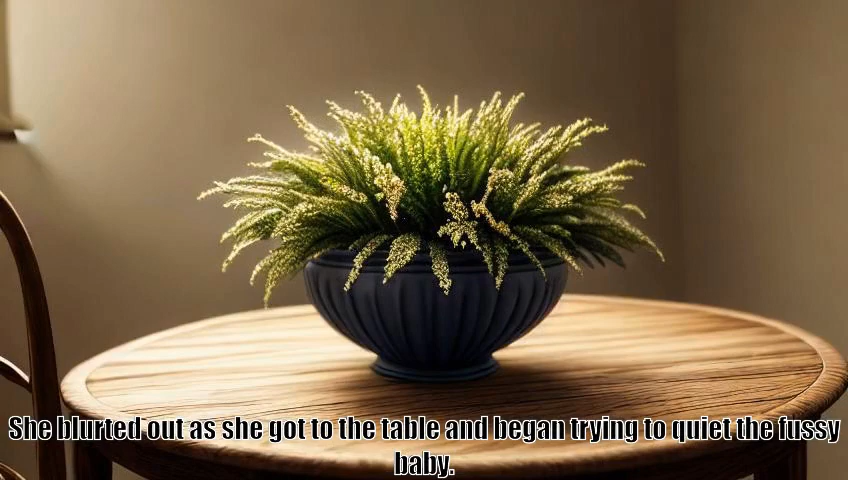 She blurted out as she got to the table and began trying to quiet the fussy
baby.